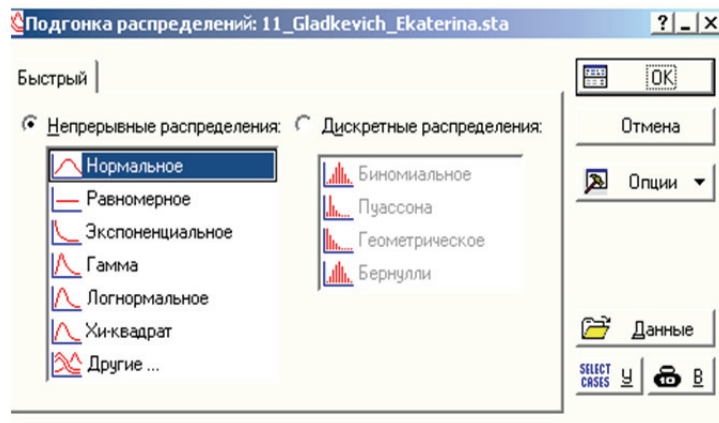 Подгонка распределений: 11_Gladkevich_Ekaterina.sta
Быстрый
Непрерывные распределения:
Нормальное
Равномерное
Экспоненциальное
Гамма
Логнормальное
Хи-квадрат
Другие ...
Дискретные распределения:
Биномиальное
Пуассона
Геометрическое
Бернулли
OK
Отмена
Опции
Данные
SELECT CASES У
В